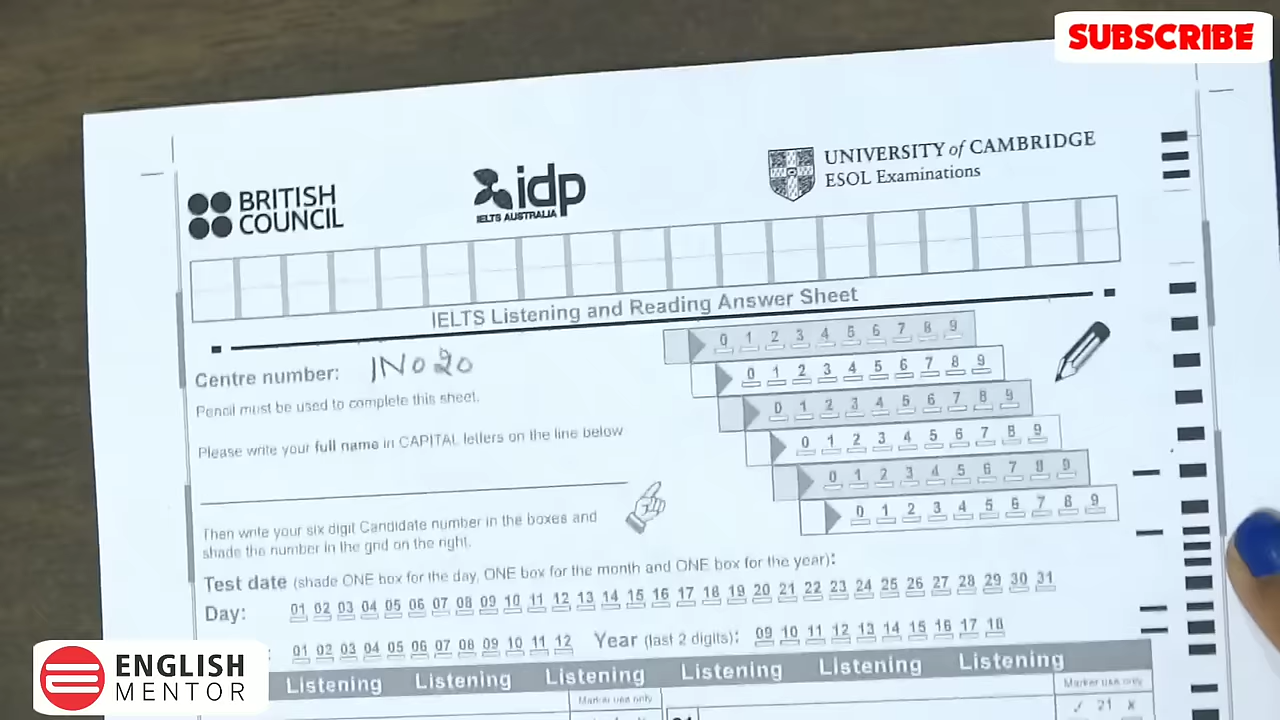 SUBSCRIBE
BRITISH COUNCIL
idp
IELTS AUSTRALIA
UNIVERSITY of CAMBRIDGE
ESOL Examinations
IELTS Listening and Reading Answer Sheet
Centre number: IN020
Pencil must be used to complete this sheet.
Please write your full name in CAPITAL letters on the line below
Then write your six digit Candidate number in the boxes and
shade the number in the grid on the right.
0 1 2 3 4 5 6 7 8 9
0 1 2 3 4 5 6 7 8 9
0 1 2 3 4 5 6 7 8 9
0 1 2 3 4 5 6 7 8 9
0 1 2 3 4 5 6 7 8 9
0 1 2 3 4 5 6 7 8 9
Test date (shade ONE box for the day, ONE box for the month and ONE box for the year):
Day: 01 02 03 04 05 06 07 08 09 10 11 12 13 14 15 16 17 18 19 20 21 22 23 24 25 26 27 28 29 30 31
01 02 03 04 05 06 07 08 09 10 11 12 Year (last 2 digits): 09 10 11 12 13 14 15 16 17 18
Listening Listening Listening Listening Listening Listening
Marker use only
Marker use only
21
ENGLISH
MENTOR